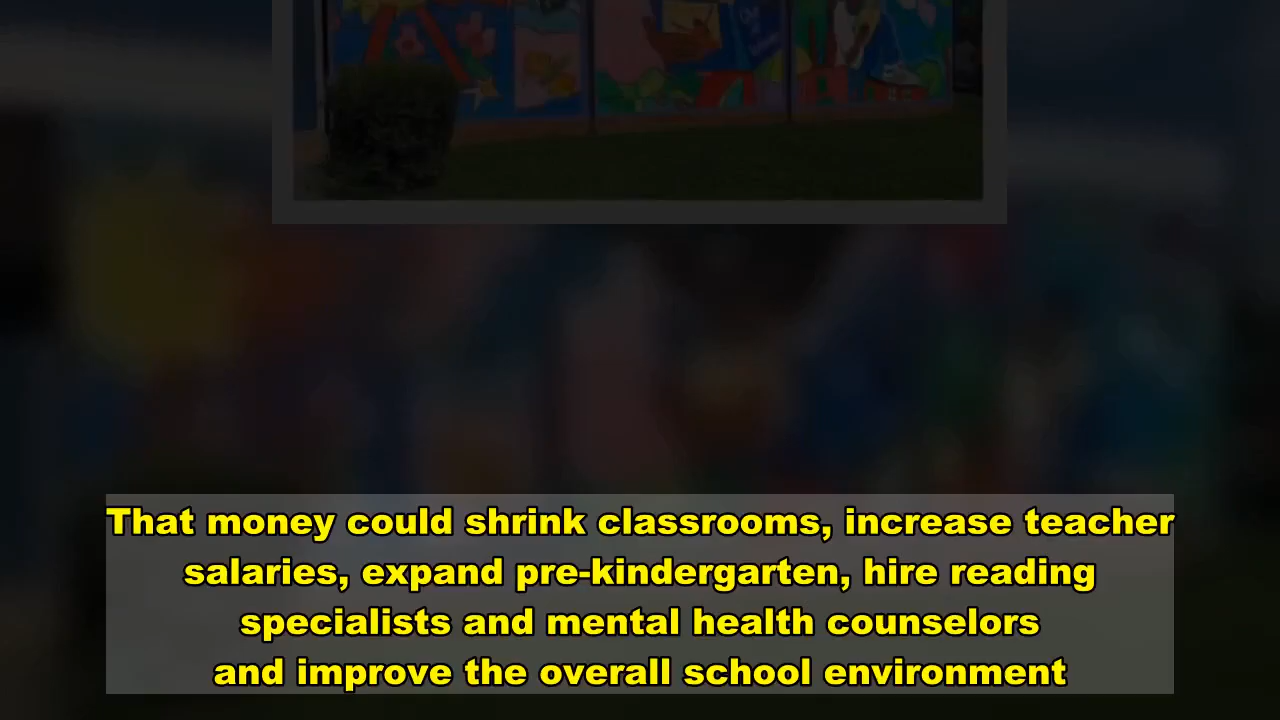 That money could shrink classrooms, increase teacher
salaries, expand pre-kindergarten, hire reading
specialists and mental health counselors
and improve the overall school environment